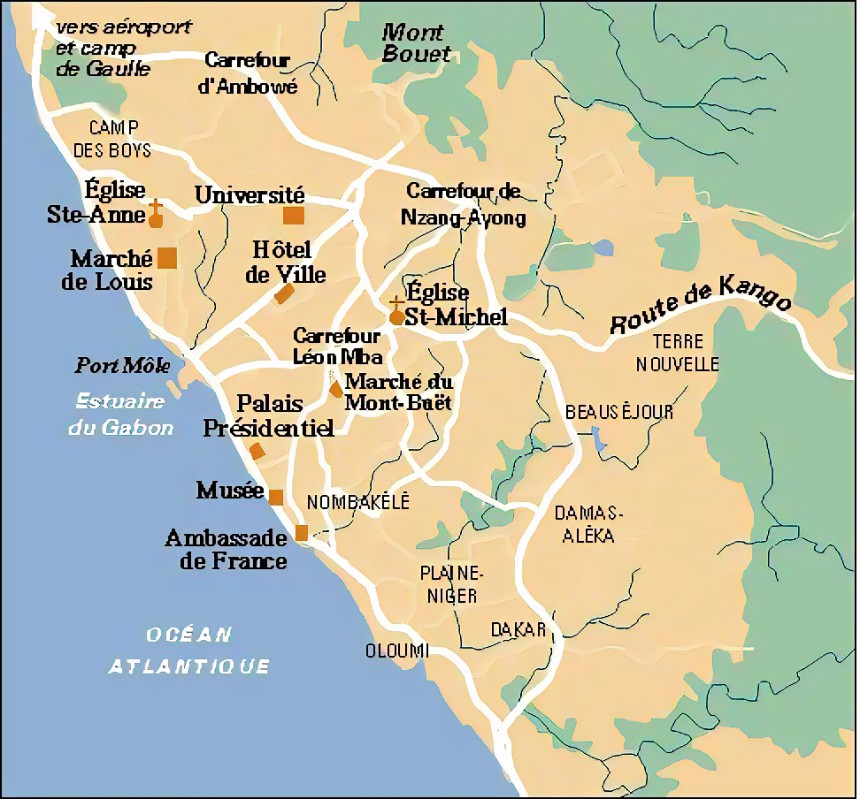 vers aéroport
et camp
de Gaulle
Mont
Bouet
Carrefour
d'Ambowé
CAMP
DES BOYS
Église
Ste-Anne
Université
Carrefour de
Nzang-Ayong
Marché
de Louis
Hôtel
de Ville
Église
St-Michel
Route de Kango
Carrefour
Léon Mba
TERRE
NOUVELLE
Port Môle
Marché du
Mont-Buët
Estuaire
du Gabon
Palais
Présidentiel
BEAUSÉJOUR
Musée
NOMBAKÉLÉ
DAMAS-
ALÉKA
Ambassade
de France
PLAINE-
NIGER
OCÉAN
ATLANTIQUE
DAKAR
OLOUMI